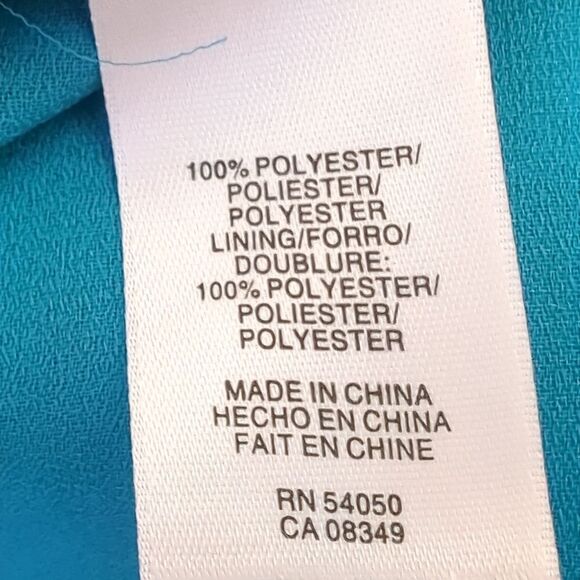 100% POLYESTER/
POLIESTER/
POLYESTER
LINING/FORRO/
DOUBLURE:
100% POLYESTER/
POLIESTER/
POLYESTER
MADE IN CHINA
HECHO EN CHINA
FAIT EN CHINE
RN 54050
CA 08349